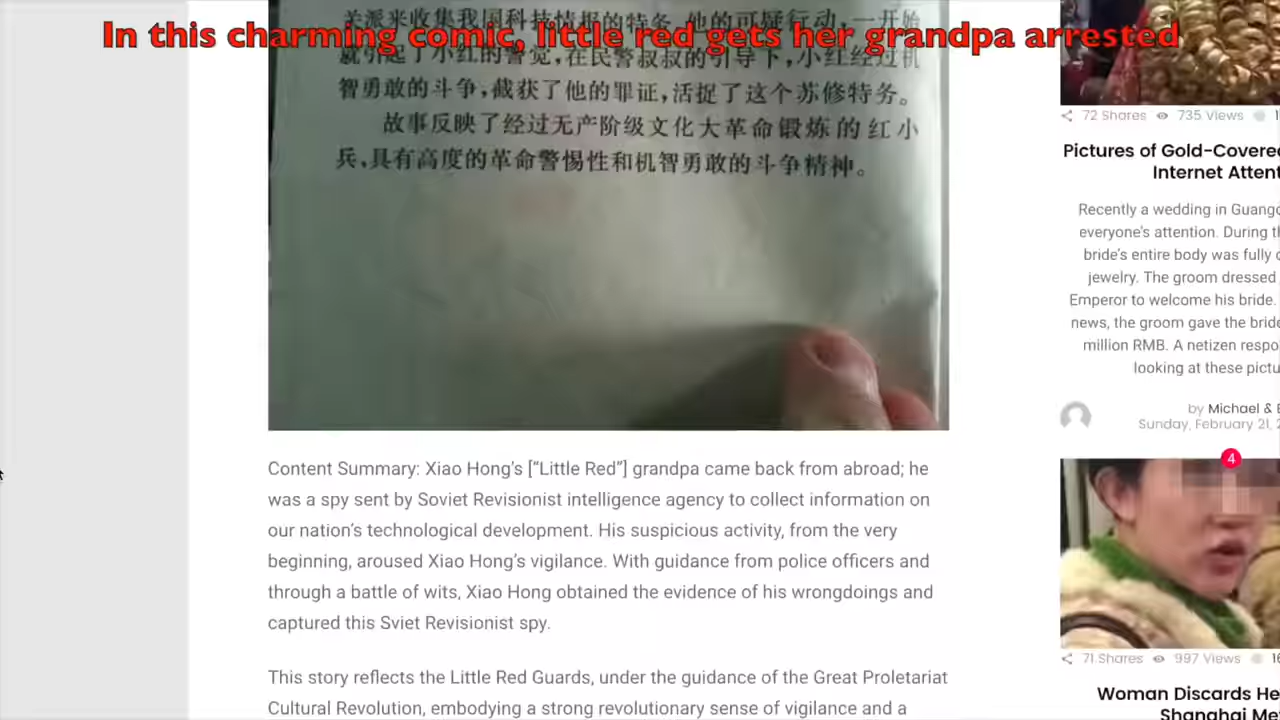 In this charming comic, little red gets her grandpa arrested
关派来收集我国科技情报的特务。他的可疑行动,一开始
就引起了小红的警觉,在民警叔叔的引导下,小红经过机
智勇敢的斗争,截获了他的罪证,活捉了这个苏修特务。
故事反映了经过无产阶级文化大革命锻炼的红小
兵,具有高度的革命警惕性和机智勇敢的斗争精神。
Content Summary: Xiao Hong's ["Little Red"] grandpa came back from abroad; he
was a spy sent by Soviet Revisionist intelligence agency to collect information on
our nation's technological development. His suspicious activity, from the very
beginning, aroused Xiao Hong's vigilance. With guidance from police officers and
through a battle of wits, Xiao Hong obtained the evidence of his wrongdoings and
captured this Sviet Revisionist spy.
This story reflects the Little Red Guards, under the guidance of the Great Proletariat
Cultural Revolution, embodying a strong revolutionary sense of vigilance and a
72 Shares 735 Views 1
Pictures of Gold-Covered
Internet Attent
Recently a wedding in Guangd
everyone's attention. During th
bride's entire body was fully c
jewelry. The groom dressed
Emperor to welcome his bride.
news, the groom gave the bride
million RMB. A netizen respo
looking at these pictu
by Michael & E
Sunday, February 21, 2
4
71 Shares 997 Views 16
Woman Discards He
Shanghai Me